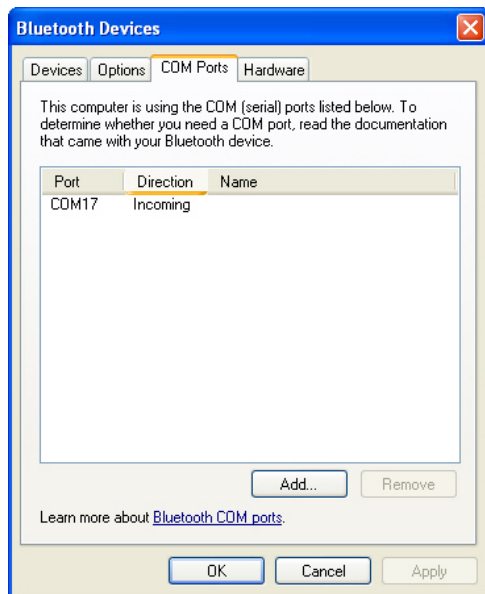 Bluetooth Devices
Devices Options COM Ports Hardware
This computer is using the COM (serial) ports listed below. To
determine whether you need a COM port, read the documentation
that came with your Bluetooth device.
Port Direction Name
COM17 Incoming
Add... Remove
Learn more about Bluetooth COM ports.
OK Cancel Apply